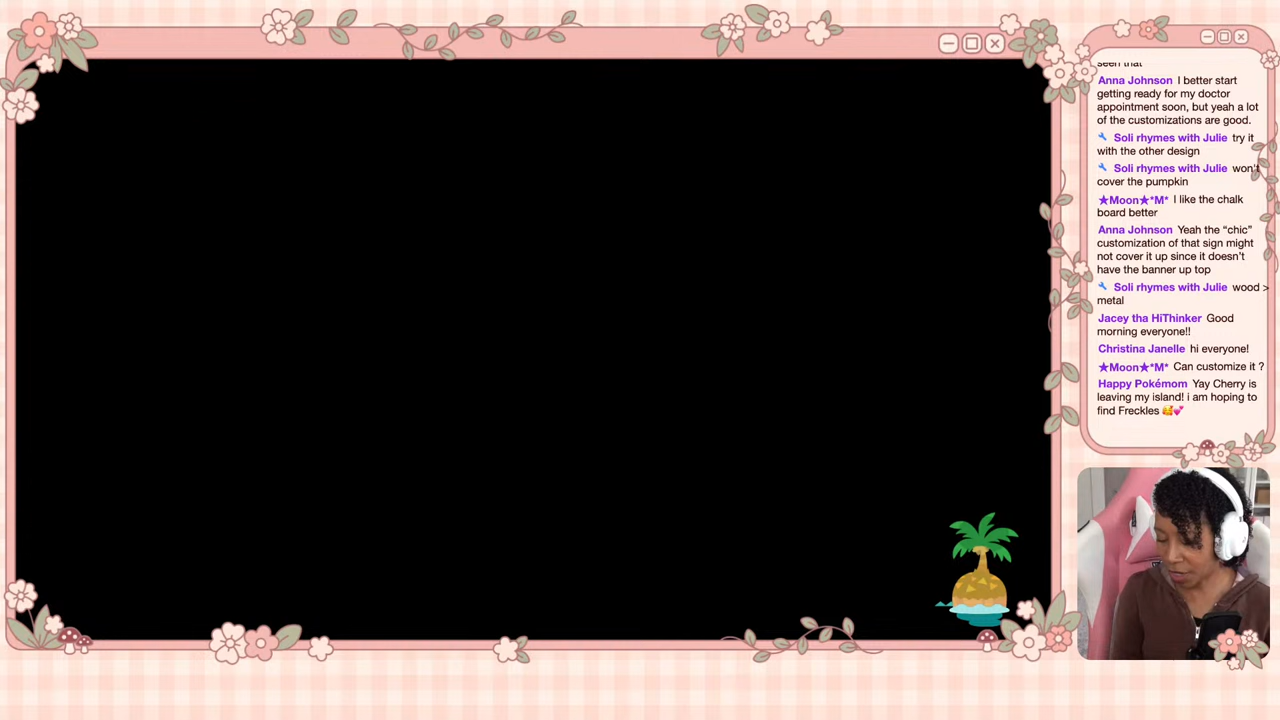 seen that
Anna Johnson I better start
getting ready for my doctor
appointment soon, but yeah a lot
of the customizations are good.
Soli rhymes with Julie try it
with the other design
Soli rhymes with Julie won't
cover the pumpkin
★Moon★*M* I like the chalk
board better
Anna Johnson Yeah the “chic”
customization of that sign might
not cover it up since it doesn’t
have the banner up top
Soli rhymes with Julie wood >
metal
Jacey tha HiThinker Good
morning everyone!!
Christina Janelle hi everyone!
★Moon★*M* Can customize it ?
Happy Pokémom Yay Cherry is
leaving my island! i am hoping to
find Freckles 🥰💕